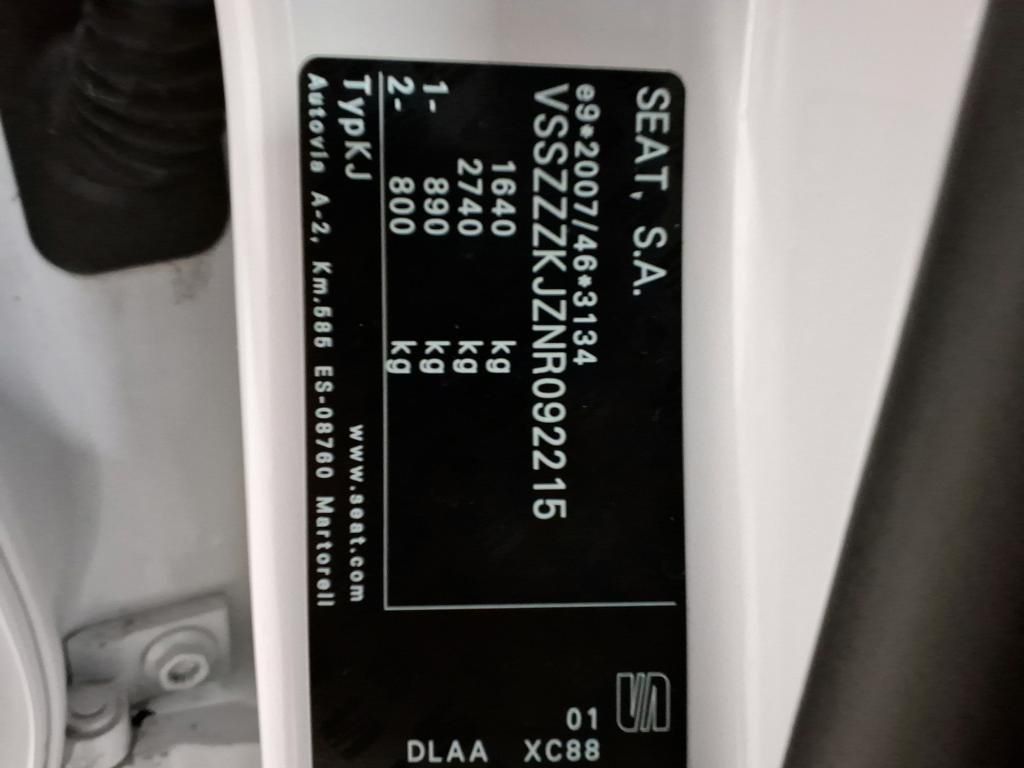 SEAT, S.A.
e9*2007/46*3134
VSSZZZKJZNR092215
1640 kg
2740 kg
1- 890 kg
2- 800 kg
TypKJ www.seat.com
Autovia A-2, Km.585 ES-08760 Martorell
01
XC88
DLAA